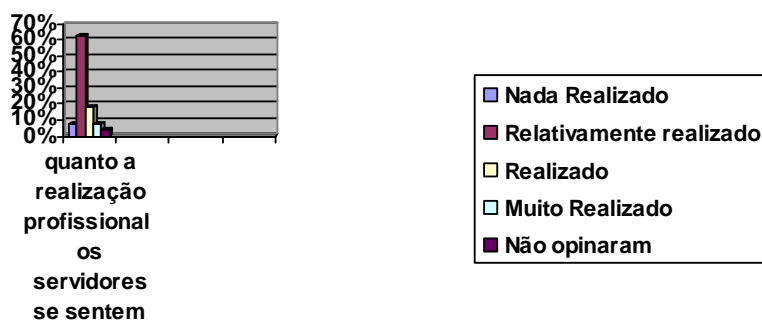 70%
60%
50%
40%
30%
20%
10%
0%
quanto a
realização
profissional
os
servidores
se sentem
Nada Realizado
Relativamente realizado
Realizado
Muito Realizado
Não opinaram